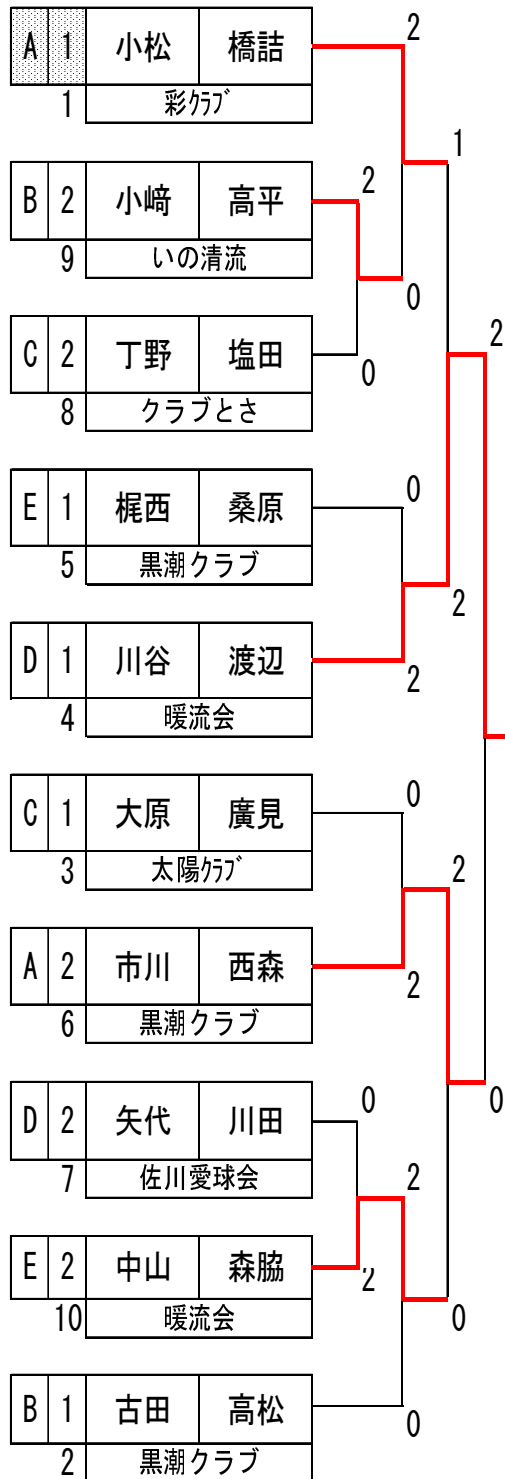 2
A 1 小松 橋詰
1 彩ｸﾗﾌﾞ
1
2
B 2 小﨑 高平
9 いの清流
0
2
C 2 丁野 塩田
0
8 クラブとさ
0
E 1 梶西 桑原
5 黒潮クラブ
2
D 1 川谷 渡辺
2
4 暖流会
0
C 1 大原 廣見
3 太陽ｸﾗﾌﾞ
2
A 2 市川 西森
2
6 黒潮クラブ
0
0
D 2 矢代 川田
7 佐川愛球会
2
E 2 中山 森脇
2
10 暖流会
0
B 1 古田 高松
0
2 黒潮クラブ